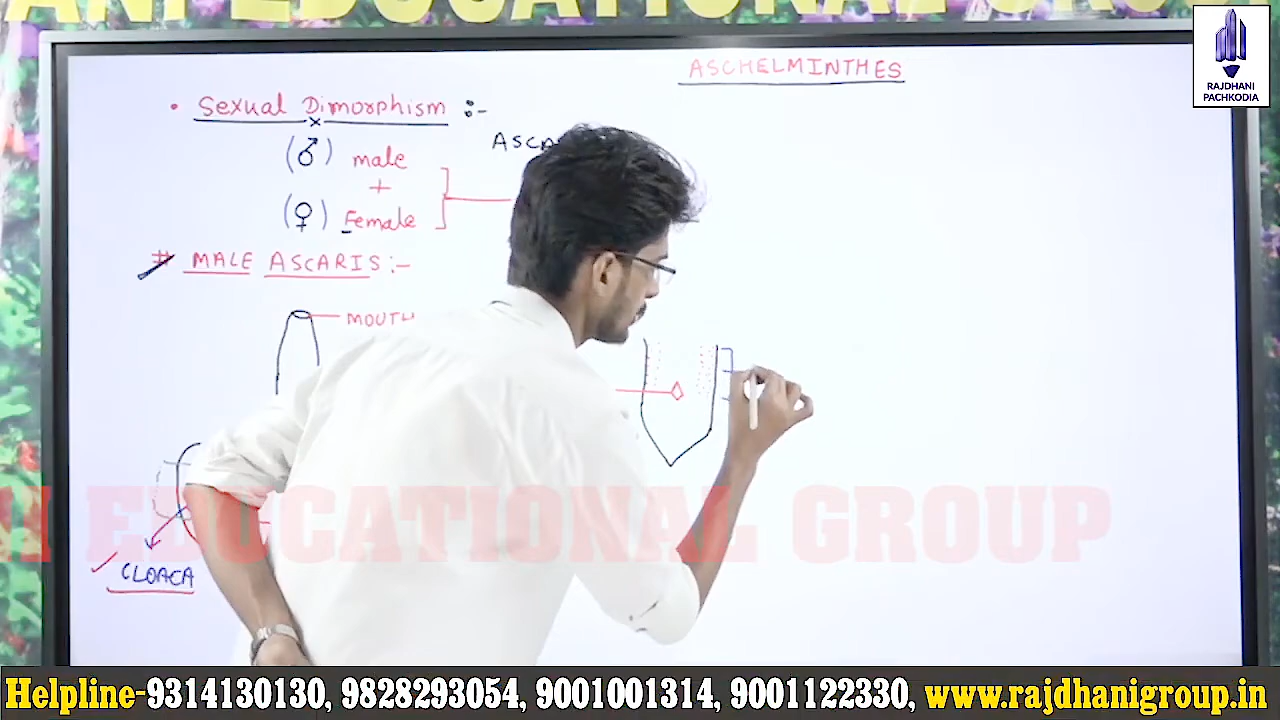 EDUCATIONAL
RAJDHANI
PACHKODIA
ASCHELMINTHES
• Sexual Dimorphism :-
(♂) male
+
(♀) Female
# MALE ASCARIS :-
MOUTH
CLOACA
EDUCATIONAL GROUP
Helpline-9314130130, 9828293054, 9001001314, 9001122330, www.rajdhanigroup.in